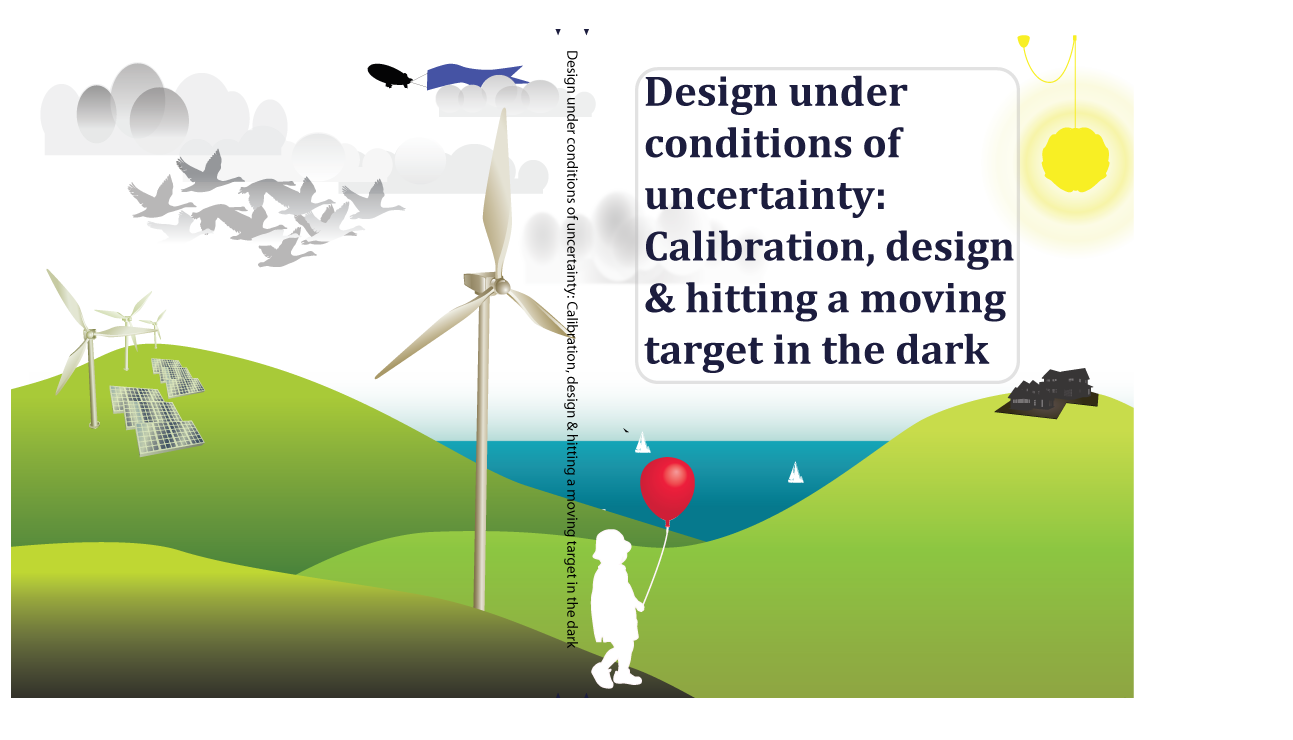 Design under conditions of uncertainty: Calibration, design & hitting a moving target in the dark
Design under
conditions of
uncertainty:
Calibration, design
& hitting a moving
target in the dark